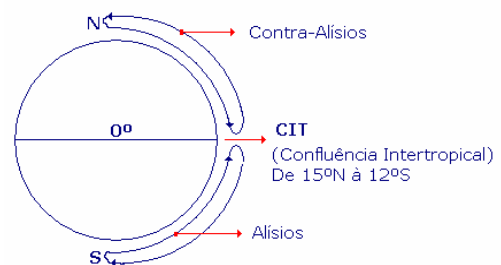 N
Contra-Alísios
0º
CIT
(Confluência Intertropical)
De 15ºN à 12ºS
Alísios
S